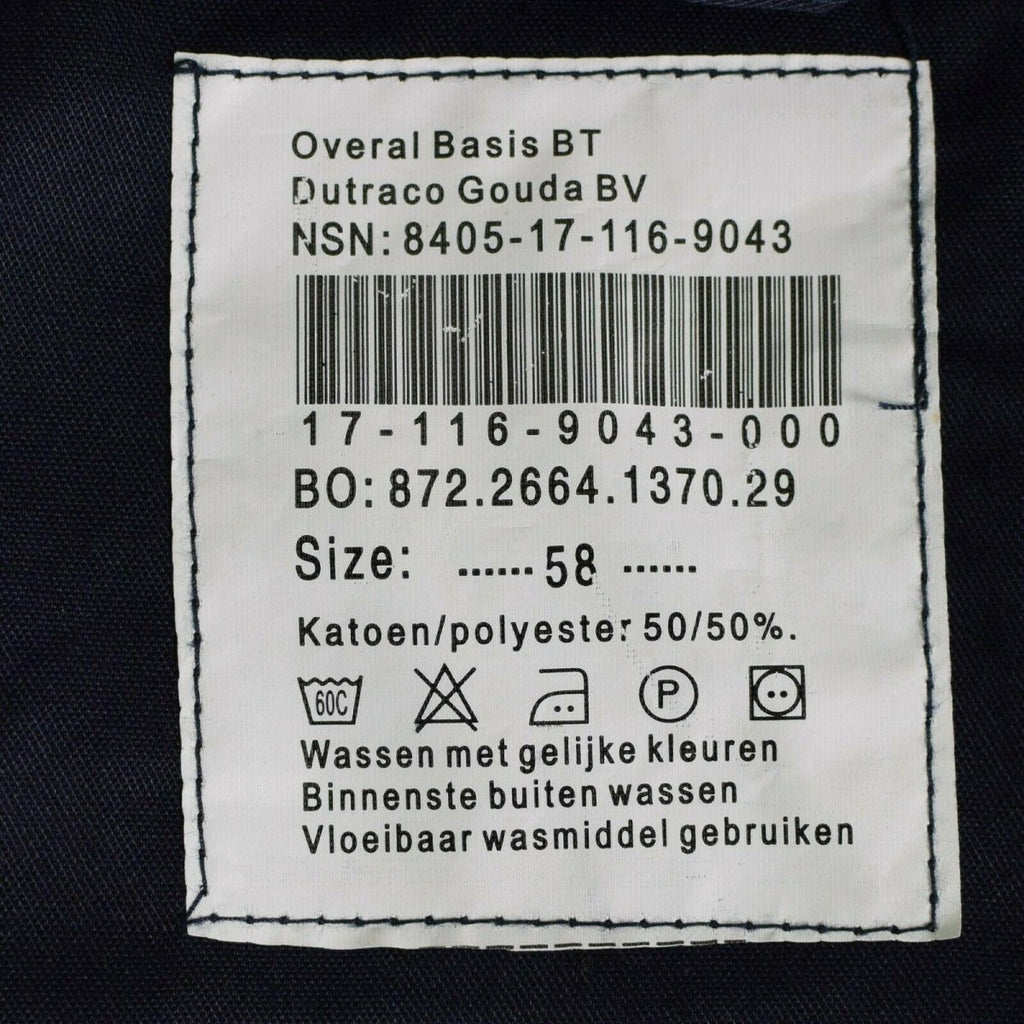 Overal Basis BT
Dutraco Gouda BV
NSN: 8405-17-116-9043
17-116-9043-000
BO: 872.2664.1370.29
Size: ......58......
Katoen/polyester 50/50%.
60C P
Wassen met gelijke kleuren
Binnenste buiten wassen
Vloeibaar wasmiddel gebruiken